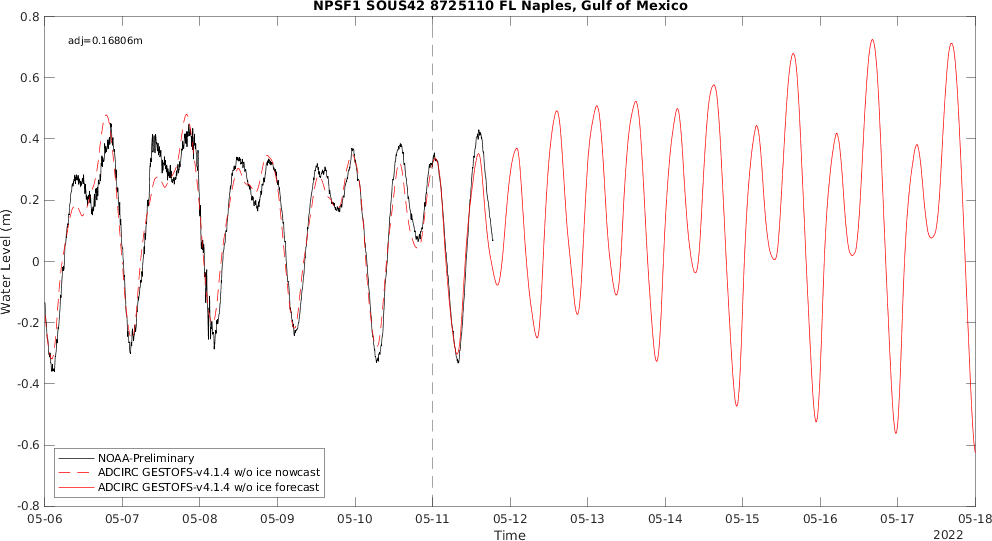 NPSF1 SOUS42 8725110 FL Naples, Gulf of Mexico
adj=0.16806m
0.8
0.6
0.4
0.2
0
-0.2
-0.4
-0.6
-0.8
Water Level (m)
NOAA-Preliminary
ADCIRC GESTOFS-v4.1.4 w/o ice nowcast
ADCIRC GESTOFS-v4.1.4 w/o ice forecast
05-06 05-07 05-08 05-09 05-10 05-11 05-12 05-13 05-14 05-15 05-16 05-17 05-18
Time
2022